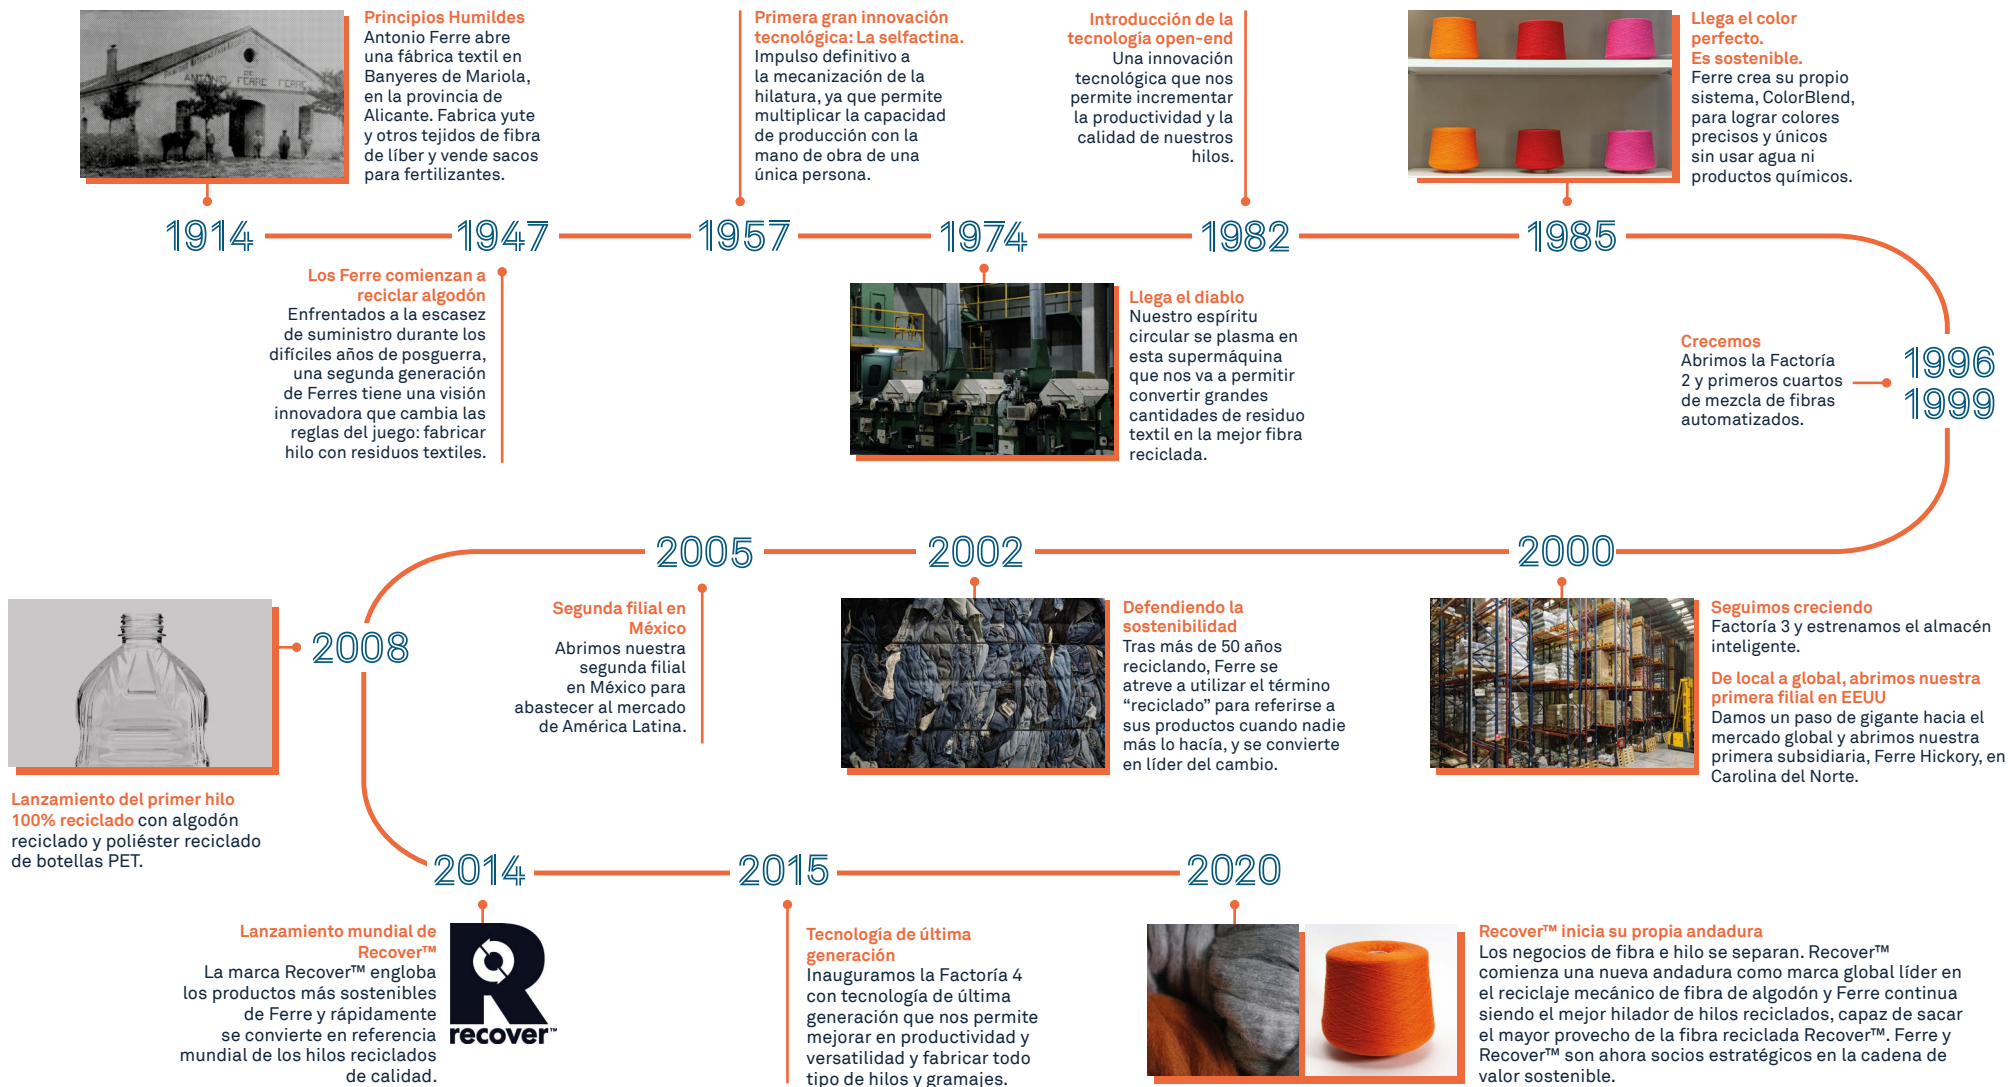 Principios Humildes
Antonio Ferre abre
una fábrica textil en
Banyeres de Mariola,
en la provincia de
Alicante. Fabrica yute
y otros tejidos de fibra
de líber y vende sacos
para fertilizantes.
1914
1947
Los Ferre comienzan a
reciclar algodón
Enfrentados a la escasez
de suministro durante los
difíciles años de posguerra,
una segunda generación
de Ferres tiene una visión
innovadora que cambia las
reglas del juego: fabricar
hilo con residuos textiles.
Primera gran innovación
tecnológica: La selfactina.
Impulso definitivo a
la mecanización de la
hilatura, ya que permite
multiplicar la capacidad
de producción con la
mano de obra de una
única persona.
1957
1974
Llega el diablo
Nuestro espíritu
circular se plasma en
esta supermáquina
que nos va a permitir
convertir grandes
cantidades de residuo
textil en la mejor fibra
reciclada.
Introducción de la
tecnología open-end
Una innovación
tecnológica que nos
permite incrementar
la productividad y la
calidad de nuestros
hilos.
1982
Llega el color
perfecto.
Es sostenible.
Ferre crea su propio
sistema, ColorBlend,
para lograr colores
precisos y únicos
sin usar agua ni
productos químicos.
1985
Crecemos
Abrimos la Factoría
2 y primeros cuartos
de mezcla de fibras
automatizados.
1996
1999
2000
Seguimos creciendo
Factoría 3 y estrenamos el almacén
inteligente.
De local a global, abrimos nuestra
primera filial en EEUU
Damos un paso de gigante hacia el
mercado global y abrimos nuestra
primera subsidiaria, Ferre Hickory, en
Carolina del Norte.
2002
Defendiendo la
sostenibilidad
Tras más de 50 años
reciclando, Ferre se
atreve a utilizar el término
“reciclado” para referirse a
sus productos cuando nadie
más lo hacía, y se convierte
en líder del cambio.
2005
Segunda filial en
México
Abrimos nuestra
segunda filial
en México para
abastecer al mercado
de América Latina.
2008
Lanzamiento del primer hilo
100% reciclado con algodón
reciclado y poliéster reciclado
de botellas PET.
2014
Lanzamiento mundial de
Recover™
La marca Recover™ engloba
los productos más sostenibles
de Ferre y rápidamente
se convierte en referencia
mundial de los hilos reciclados
de calidad.
R
recover™
2015
Tecnología de última
generación
Inauguramos la Factoría 4
con tecnología de última
generación que nos permite
mejorar en productividad y
versatilidad y fabricar todo
tipo de hilos y gramajes.
2020
Recover™ inicia su propia andadura
Los negocios de fibra e hilo se separan. Recover™
comienza una nueva andadura como marca global líder en
el reciclaje mecánico de fibra de algodón y Ferre continua
siendo el mejor hilador de hilos reciclados, capaz de sacar
el mayor provecho de la fibra reciclada Recover™. Ferre y
Recover™ son ahora socios estratégicos en la cadena de
valor sostenible.
DE
ANTONIO FERRE FERRE